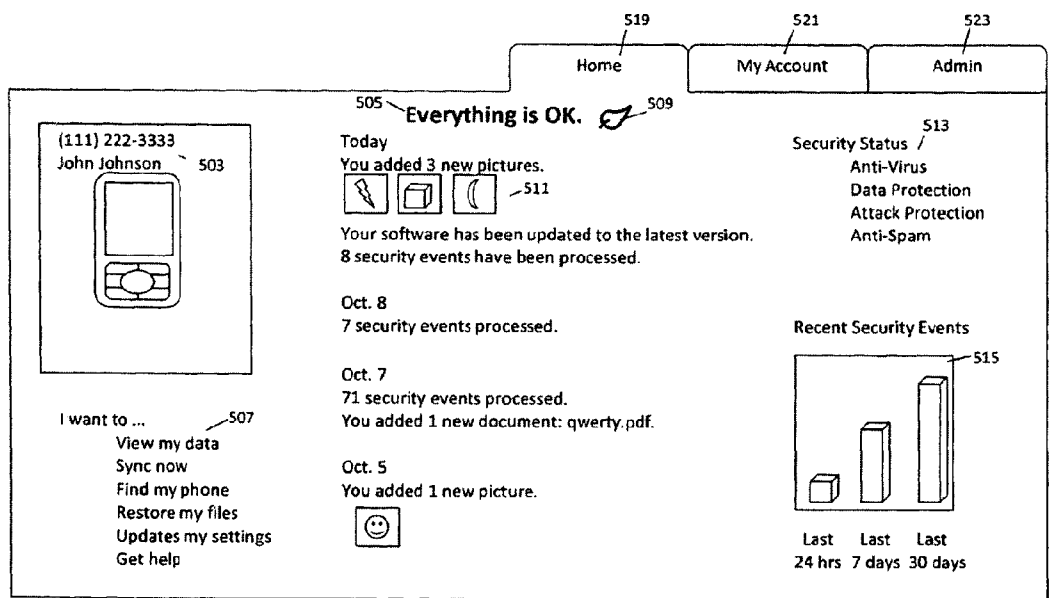 519
521
523
Home
My Account
Admin
505
Everything is OK.
509
(111) 222-3333
John Johnson
503
I want to ...
507
View my data
Sync now
Find my phone
Restore my files
Updates my settings
Get help
Today
You added 3 new pictures.
511
Your software has been updated to the latest version.
8 security events have been processed.
Oct. 8
7 security events processed.
Oct. 7
71 security events processed.
You added 1 new document: qwerty.pdf.
Oct. 5
You added 1 new picture.
513
Security Status
Anti-Virus
Data Protection
Attack Protection
Anti-Spam
Recent Security Events
515
Last 24 hrs
Last 7 days
Last 30 days